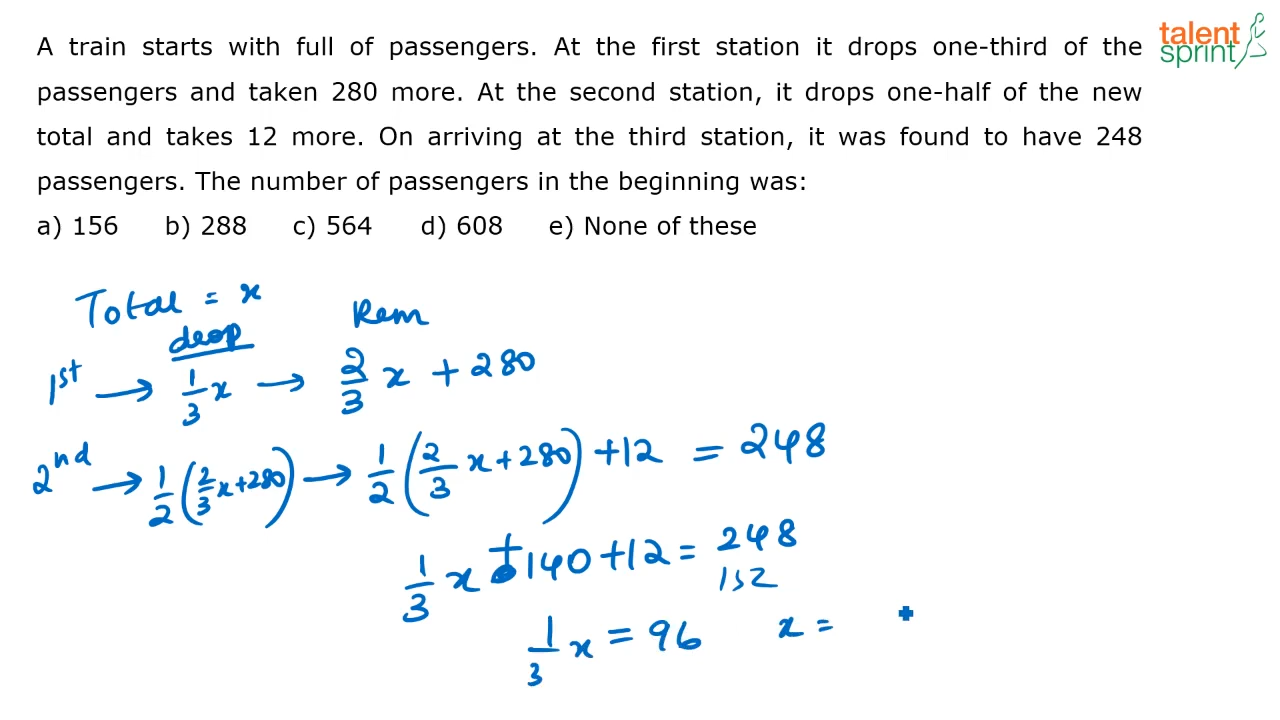 A train starts with full of passengers. At the first station it drops one-third of the
passengers and taken 280 more. At the second station, it drops one-half of the new
total and takes 12 more. On arriving at the third station, it was found to have 248
passengers. The number of passengers in the beginning was:
a) 156 b) 288 c) 564 d) 608 e) None of these
talent
sprint
Total = x
drop Rem
1st → 1/3 x → 2/3 x + 280
2nd → 1/2 (2/3 x + 280) → 1/2 (2/3 x + 280) + 12 = 248
1/3 x + 140 + 12 = 248
152
1/3 x = 96 x =